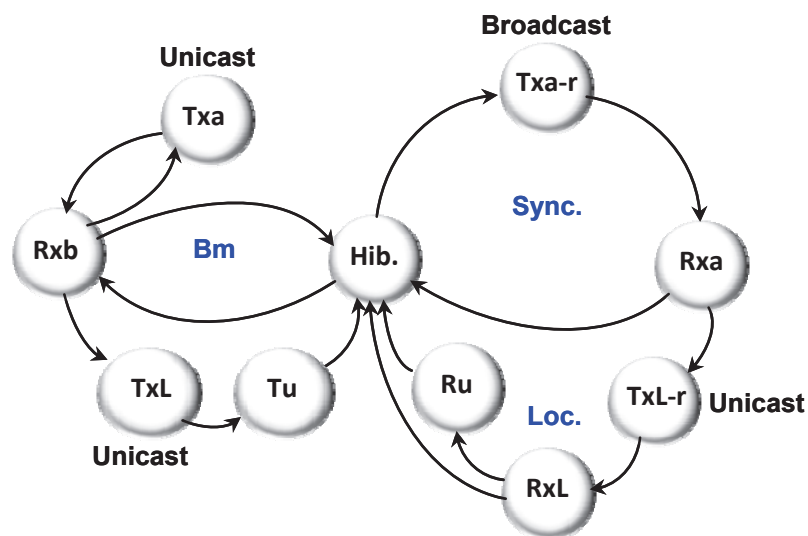 Broadcast
Unicast
Txa-r
Txa
Sync.
Rxb
Bm
Hib.
Rxa
TxL
Tu
Ru
TxL-r
Unicast
Loc.
Unicast
RxL